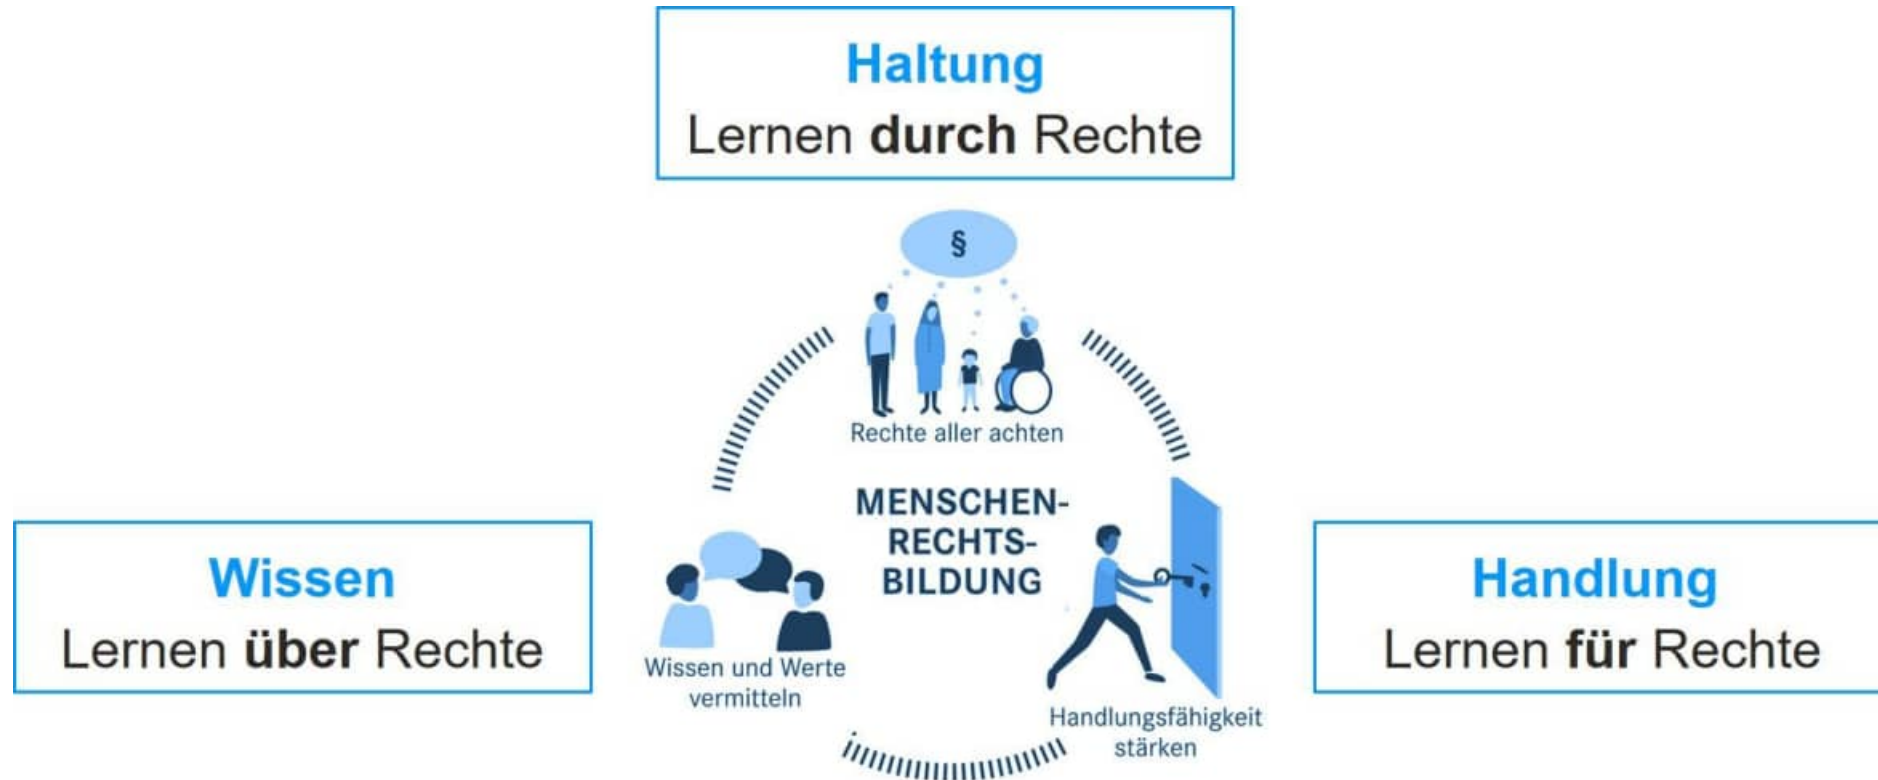 Haltung
Lernen durch Rechte
§
Rechte aller achten
MENSCHEN-
RECHTS-
BILDUNG
Wissen
Lernen über Rechte
Wissen und Werte
vermitteln
Handlung
Lernen für Rechte
Handlungsfähigkeit
stärken